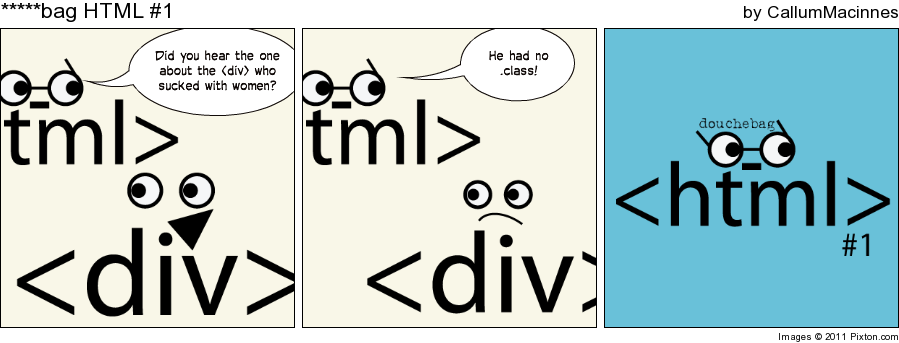 *****bag HTML #1
by CallumMacinnes
Did you hear the one
about the <div> who
sucked with women?
tml>
<div>
He had no
.class!
tml>
<div>
douchebag
<html>
#1
Images © 2011 Pixton.com